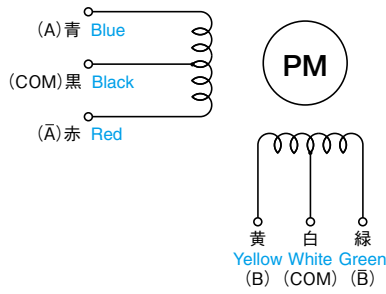 (A)青 Blue
(COM)黒 Black
(Ā)赤 Red
PM
黄 白 緑
Yellow White Green
(B) (COM) (B̄)